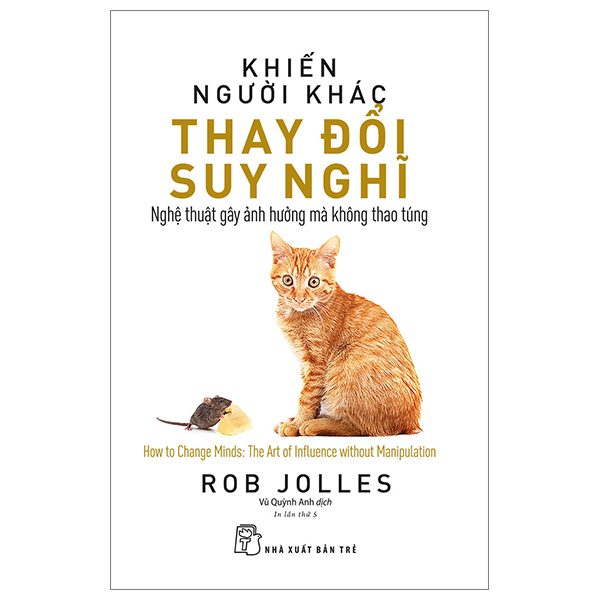 KHIẾN
NGƯỜI KHÁC
THAY ĐỔI
SUY NGHĨ
Nghệ thuật gây ảnh hưởng mà không thao túng
How to Change Minds: The Art of Influence without Manipulation
ROB JOLLES
Vũ Quỳnh Anh dịch
In lần thứ 5
NHÀ XUẤT BẢN TRẺ